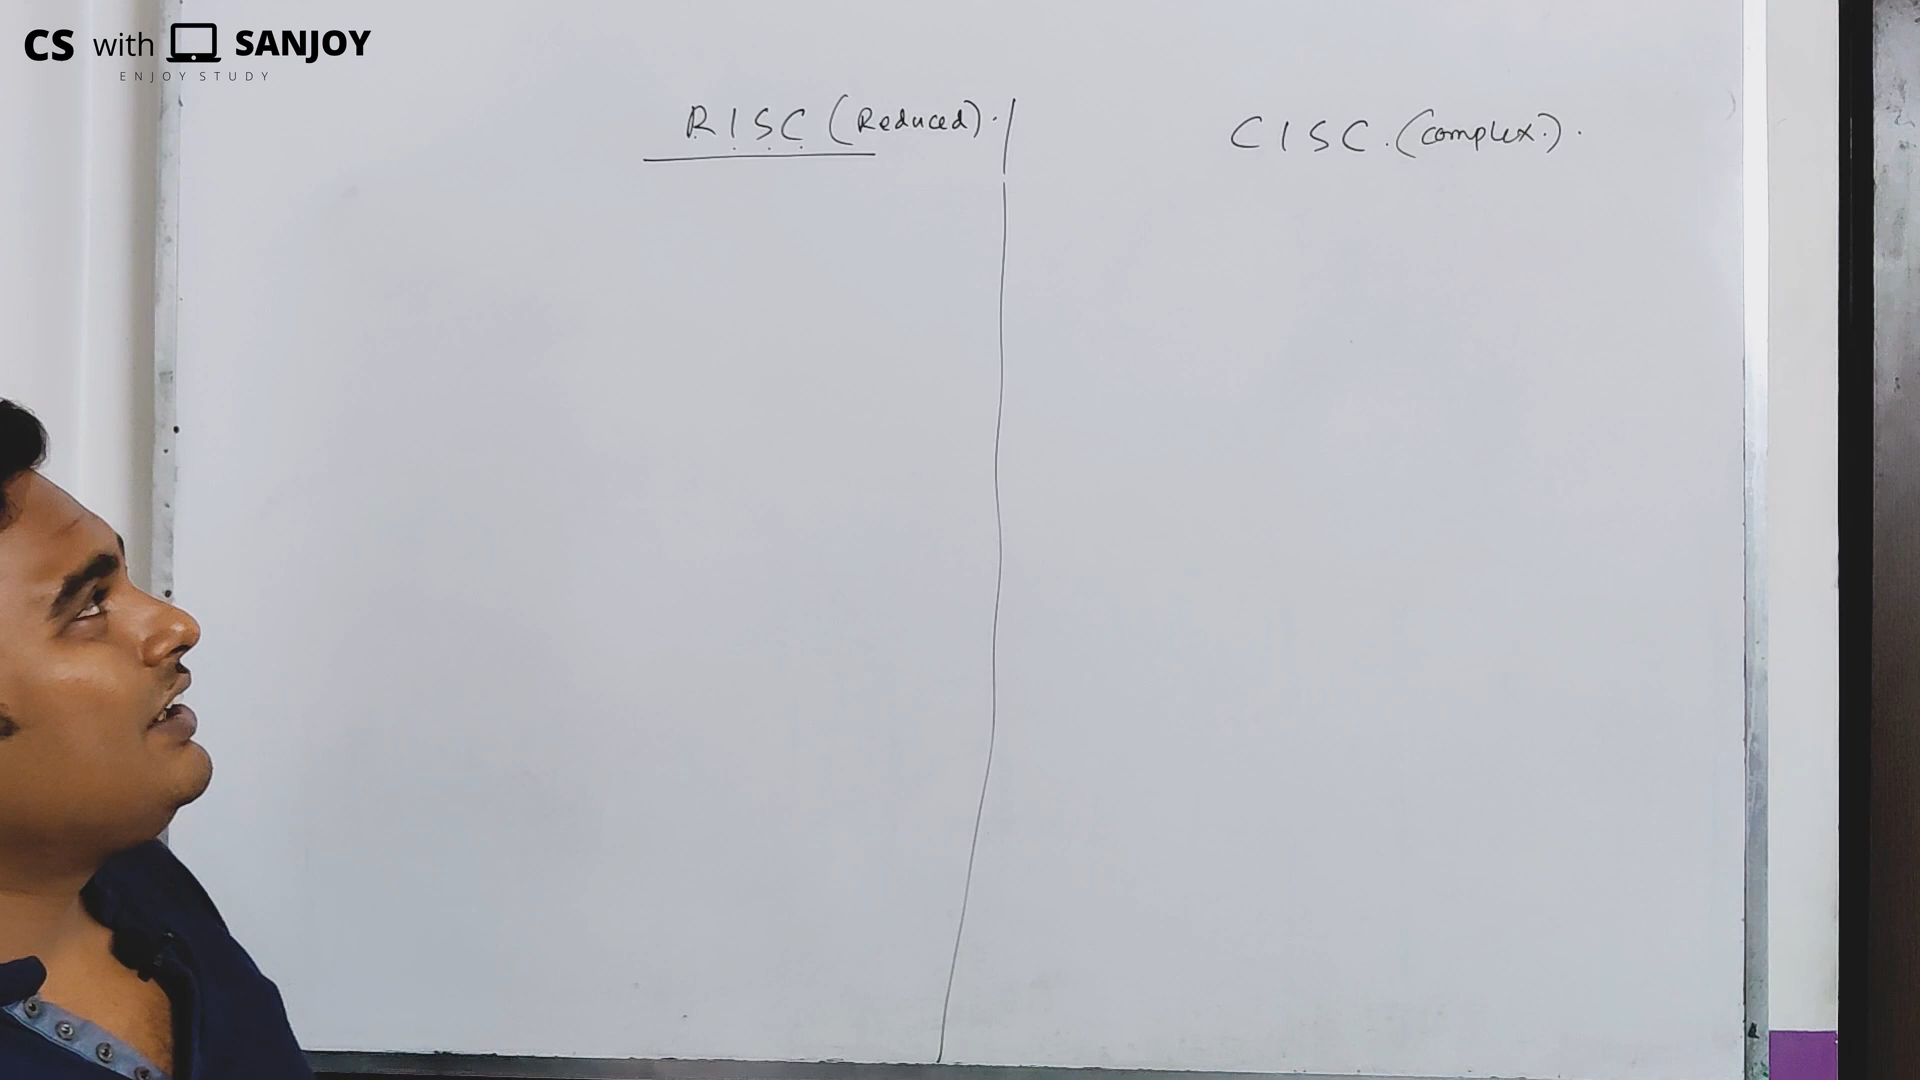 CS with SANJOY
ENJOY STUDY
RISC (Reduced).
CISC. (complex.).